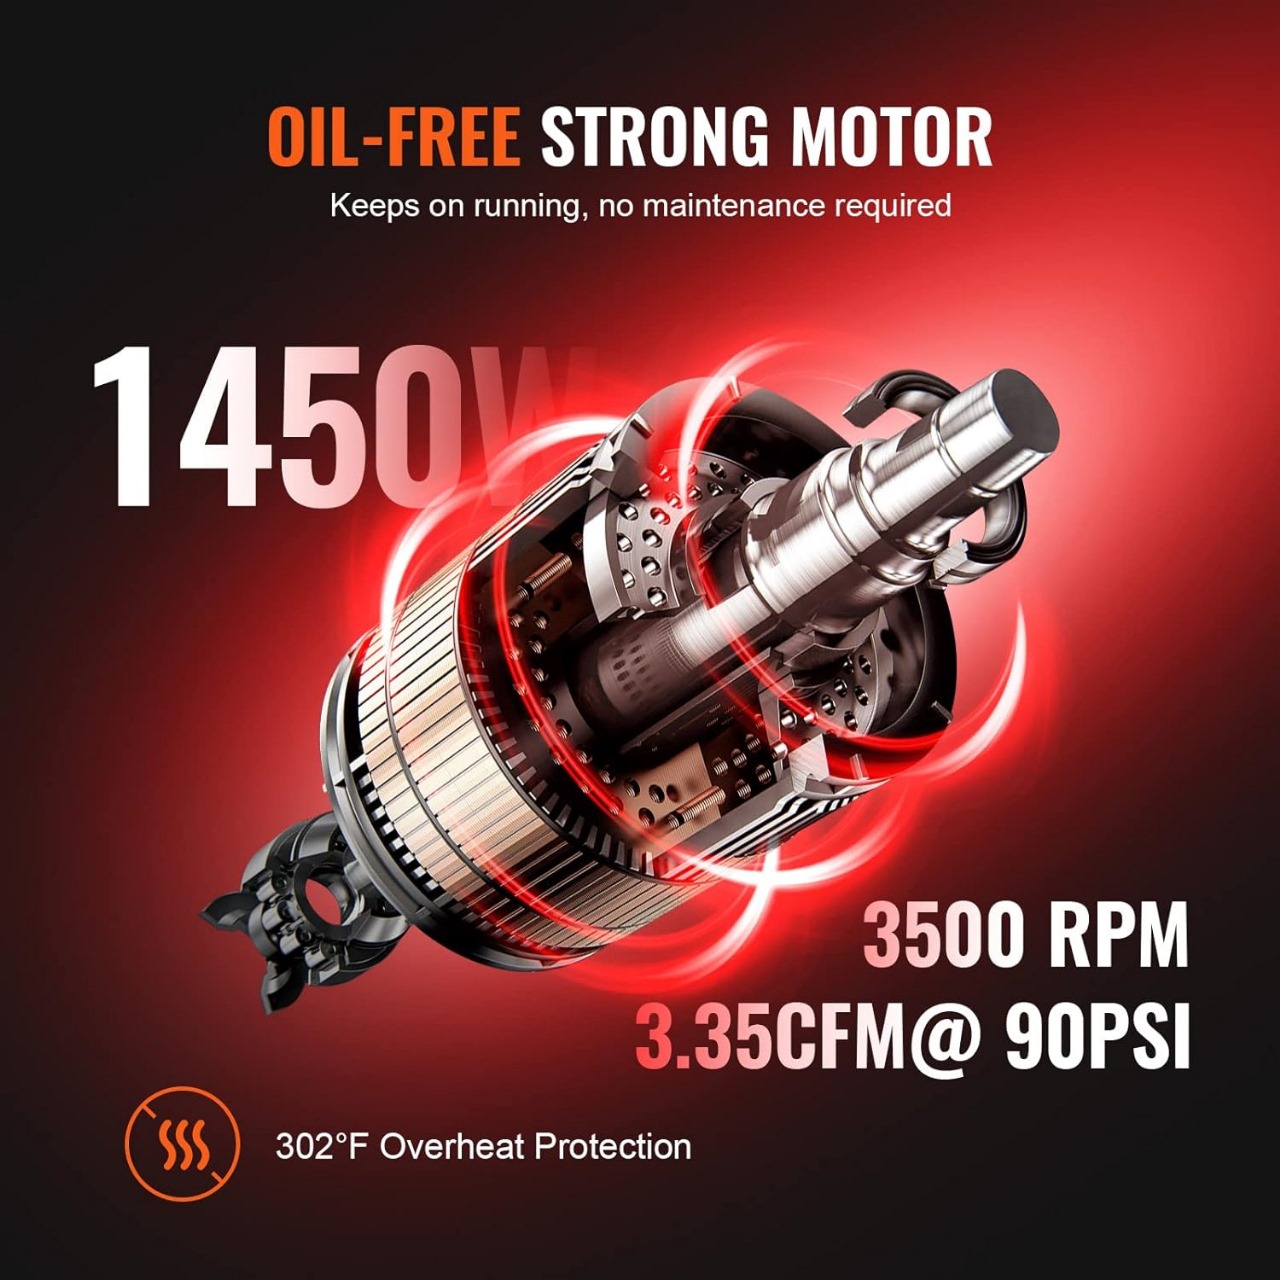 OIL-FREE STRONG MOTOR
Keeps on running, no maintenance required
1450W
3500 RPM
3.35CFM@ 90PSI
302°F Overheat Protection